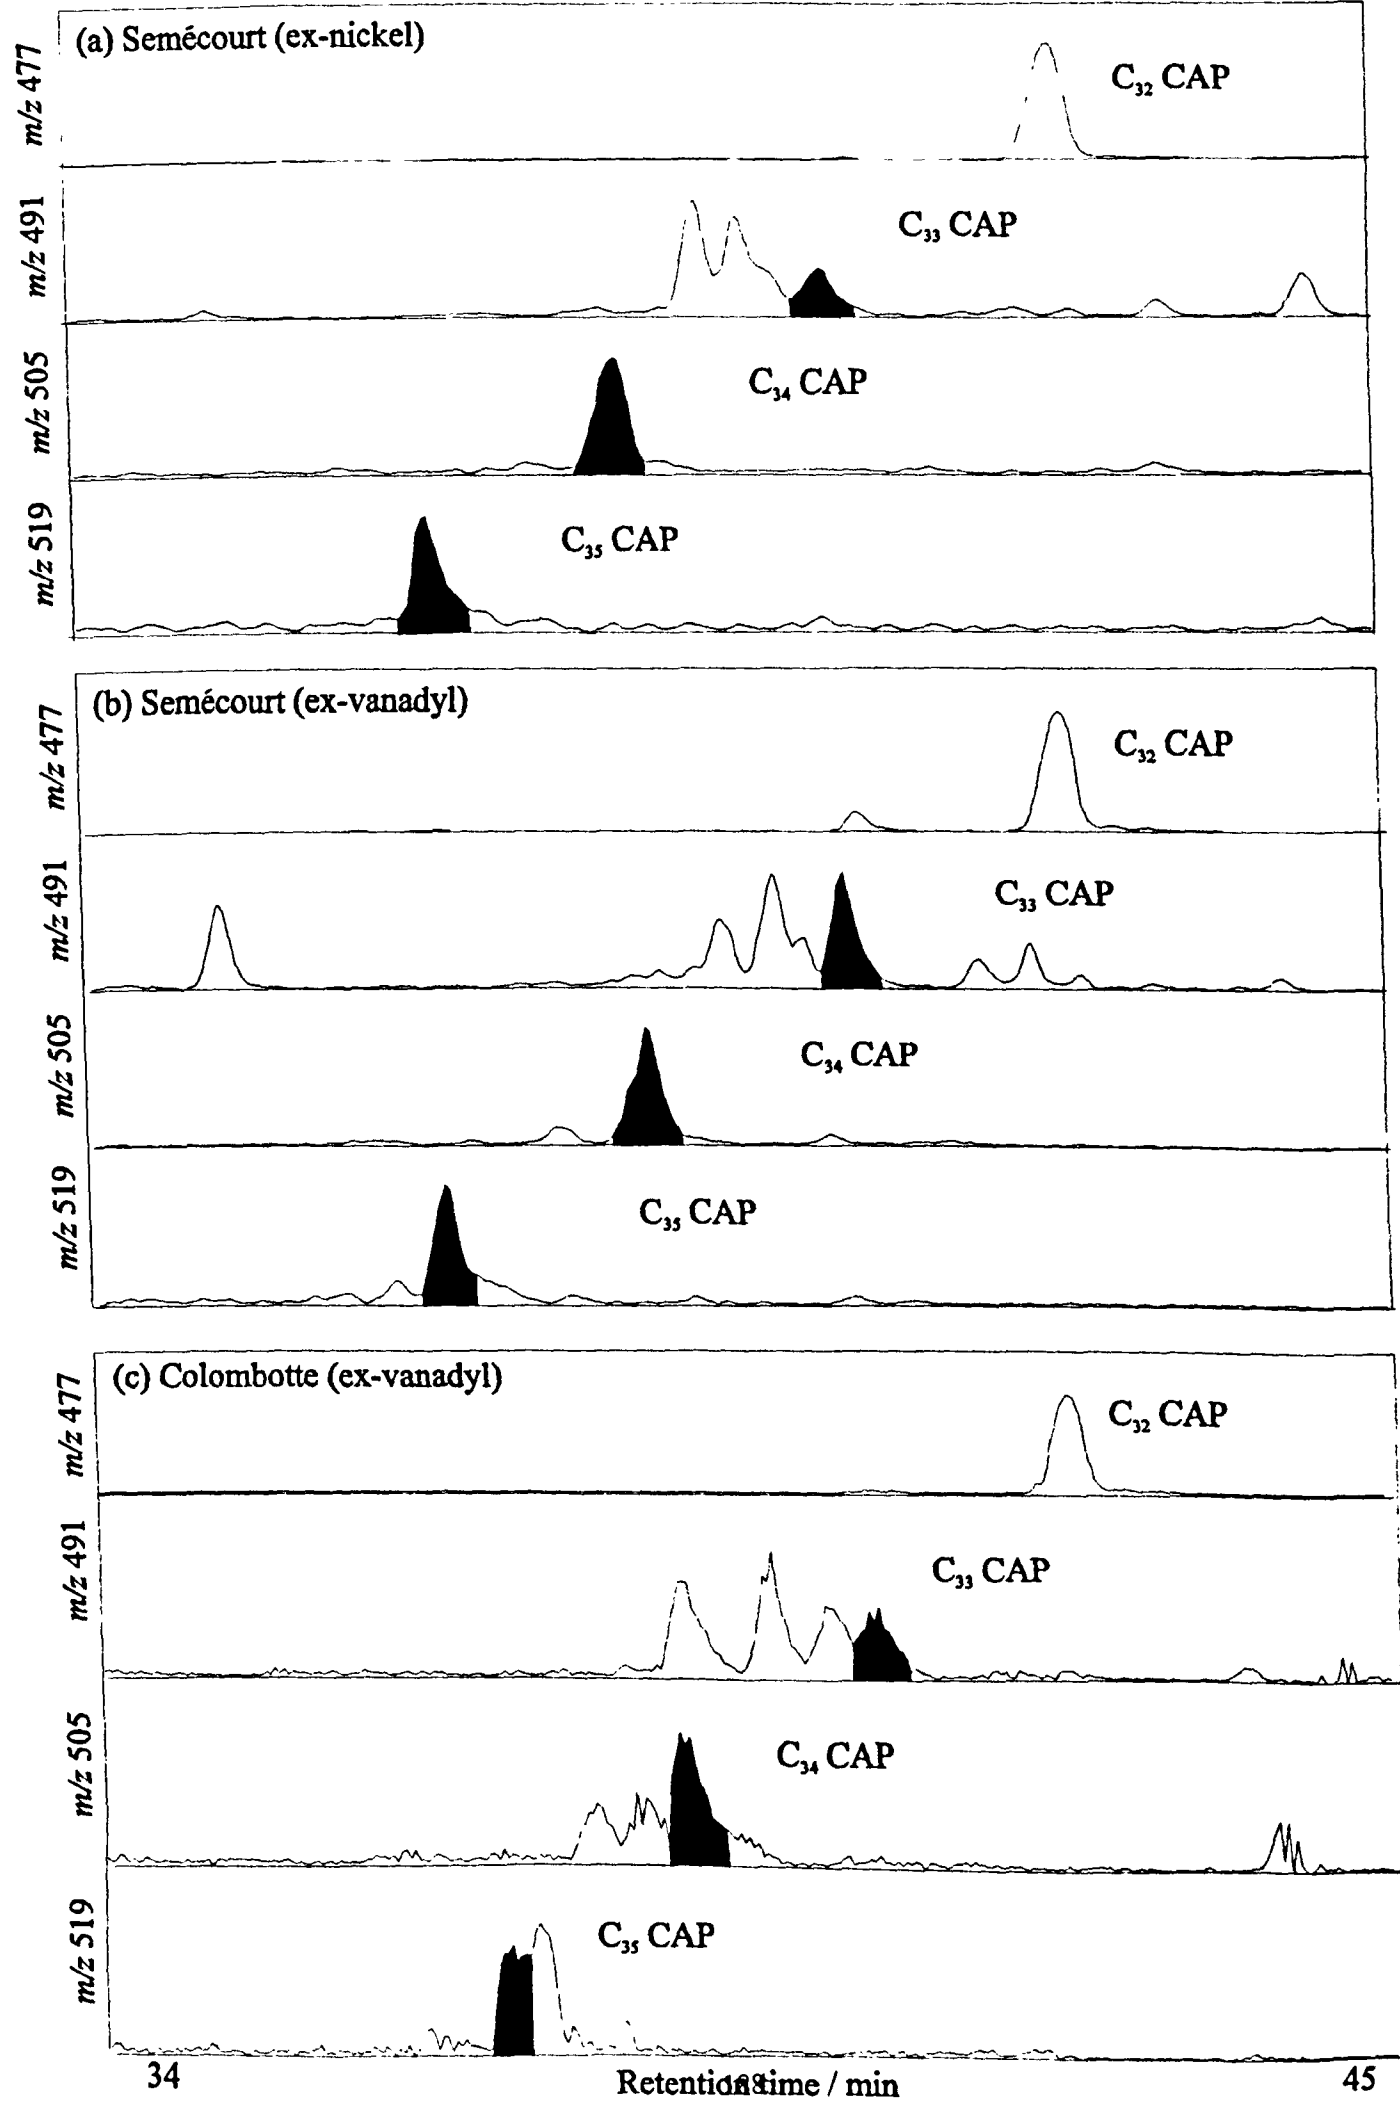 (a) Semécourt (ex-nickel)
m/z 477
C32 CAP
m/z 491
C33 CAP
m/z 505
C34 CAP
m/z 519
C35 CAP
(b) Semécourt (ex-vanadyl)
m/z 477
C32 CAP
m/z 491
C33 CAP
m/z 505
C34 CAP
m/z 519
C35 CAP
(c) Colombotte (ex-vanadyl)
m/z 477
C32 CAP
m/z 491
C33 CAP
m/z 505
C34 CAP
m/z 519
C35 CAP
34
Retention time / min
45